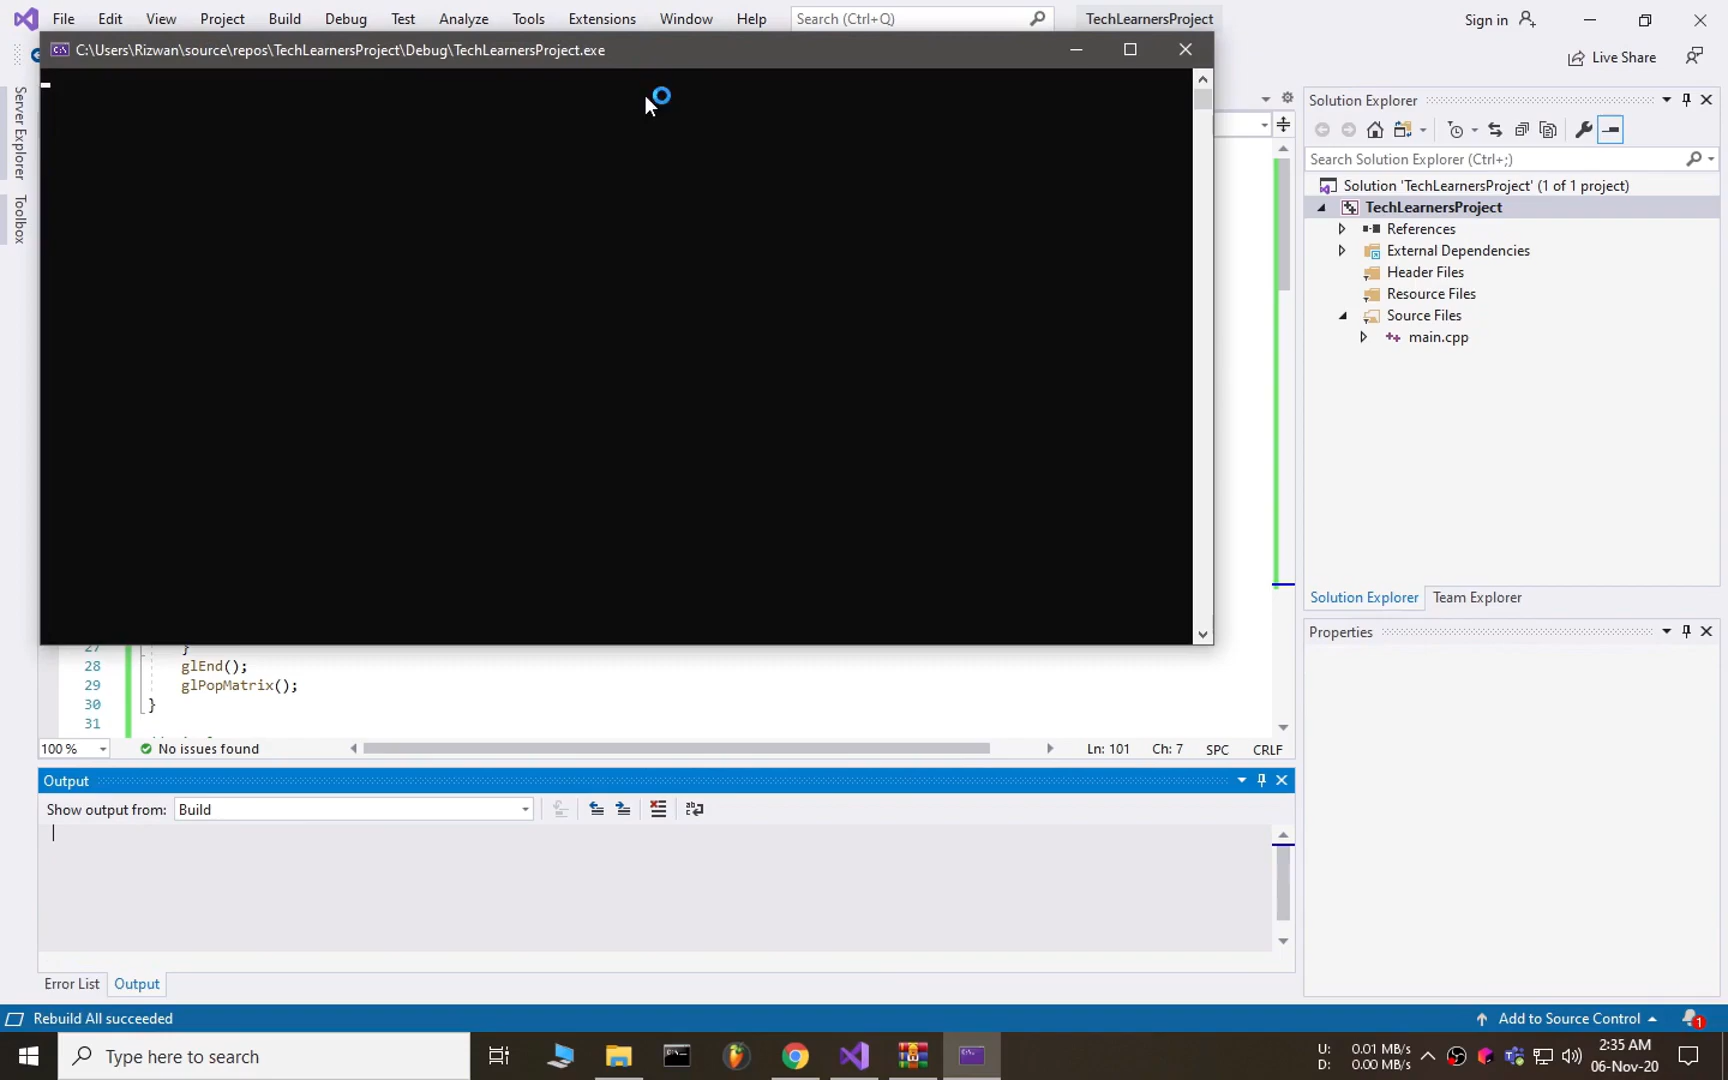 File Edit View Project Build Debug Test Analyze Tools Extensions Window Help Search (Ctrl+Q) TechLearnersProject Sign in
C:\Users\Rizwan\source\repos\TechLearnersProject\Debug\TechLearnersProject.exe
Live Share
Server Explorer
Toolbox
Solution Explorer
Search Solution Explorer (Ctrl+;)
Solution 'TechLearnersProject' (1 of 1 project)
TechLearnersProject
References
External Dependencies
Header Files
Resource Files
Source Files
main.cpp
Solution Explorer Team Explorer
Properties
27 }
28 glEnd();
29 glPopMatrix();
30 }
31
100 % No issues found Ln: 101 Ch: 7 SPC CRLF
Output
Show output from: Build
Error List Output
Rebuild All succeeded Add to Source Control 1
Type here to search
U: 0.01 MB/s
D: 0.00 MB/s
2:35 AM
06-Nov-20